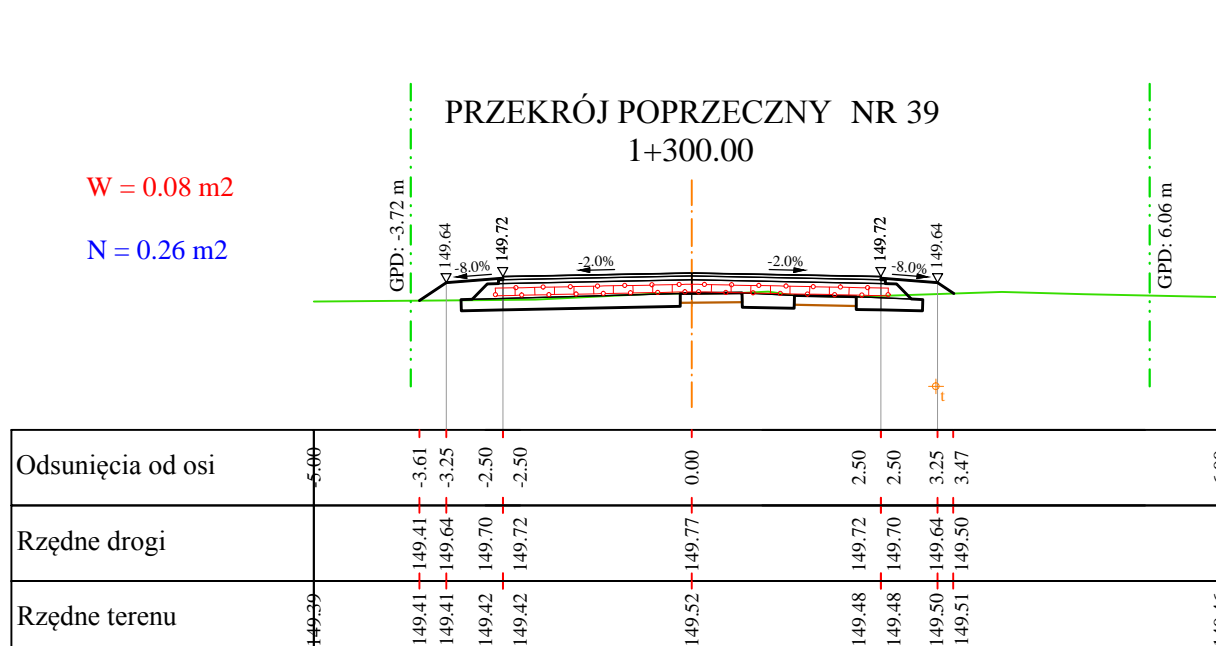 PRZEKRÓJ POPRZECZNY NR 39
1+300.00
W = 0.08 m2
N = 0.26 m2
GPD: -3.72 m
149.64
149.72
149.72
149.64
GPD: 6.06 m
-8.0%
-2.0%
-2.0%
-8.0%
t
Odsunięcia od osi
-5.00 -3.61 -3.25 -2.50 -2.50 0.00 2.50 2.50 3.25 3.47
Rzędne drogi
149.41 149.64 149.70 149.72 149.77 149.72 149.70 149.64 149.50
Rzędne terenu
149.39 149.41 149.41 149.42 149.42 149.52 149.48 149.48 149.50 149.51